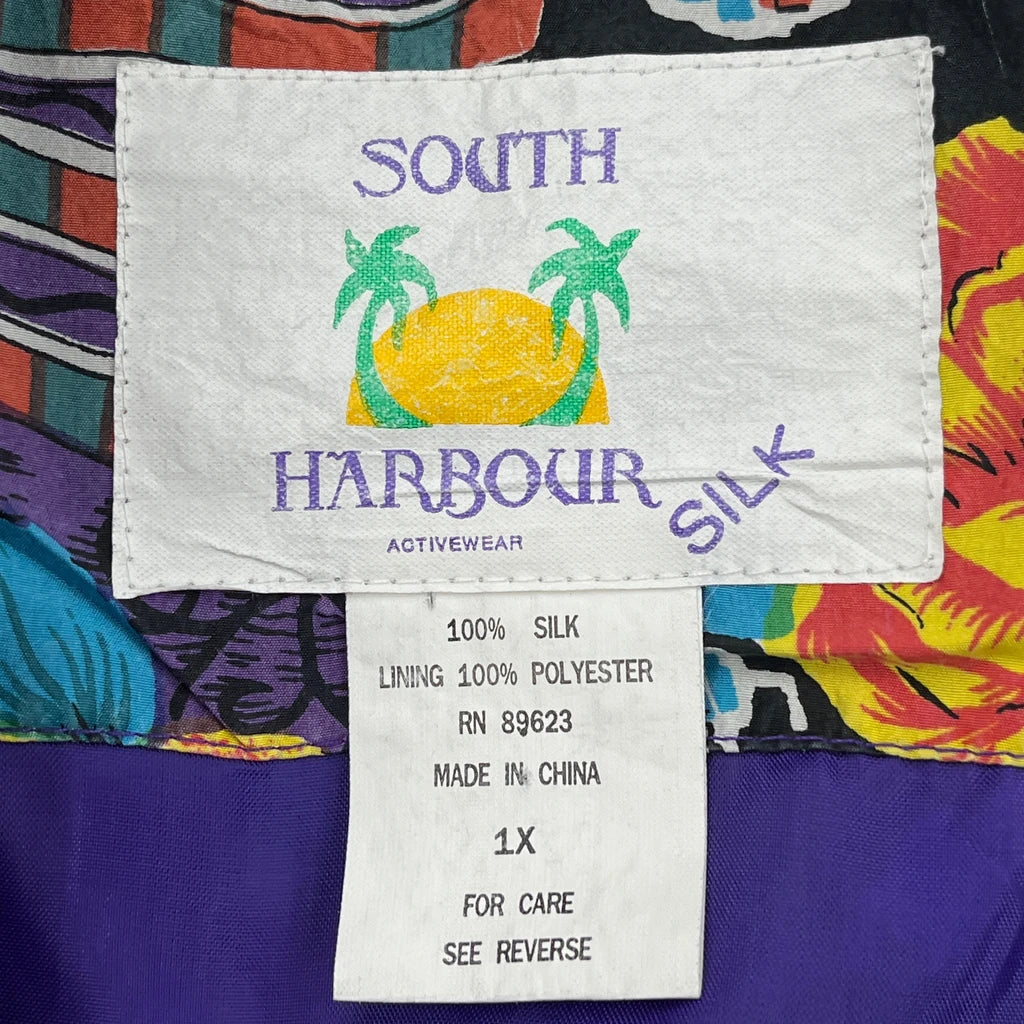 SOUTH
HARBOUR
SILK
ACTIVEWEAR
100% SILK
LINING 100% POLYESTER
RN 89623
MADE IN CHINA
1X
FOR CARE
SEE REVERSE